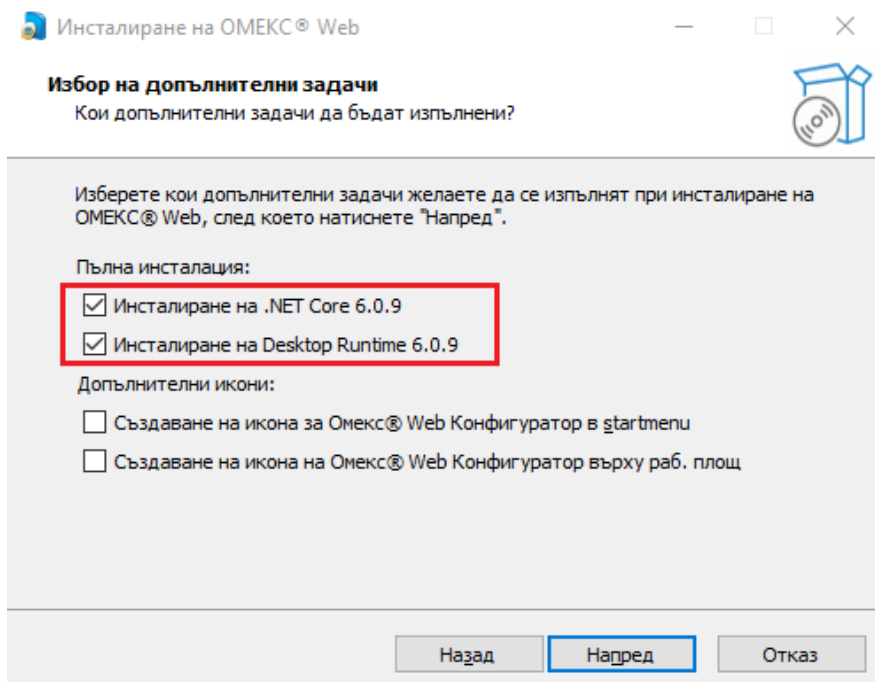 Инсталиране на ОМЕКС® Web
Избор на допълнителни задачи
Кои допълнителни задачи да бъдат изпълнени?
Изберете кои допълнителни задачи желаете да се изпълнят при инсталиране на
ОМЕКС® Web, след което натиснете "Напред".
Пълна инсталация:
Инсталиране на .NET Core 6.0.9
Инсталиране на Desktop Runtime 6.0.9
Допълнителни икони:
Създаване на икона за Омекс® Web Конфигуратор в startmenu
Създаване на икона на Омекс® Web Конфигуратор върху раб. площ
Назад
Напред
Отказ